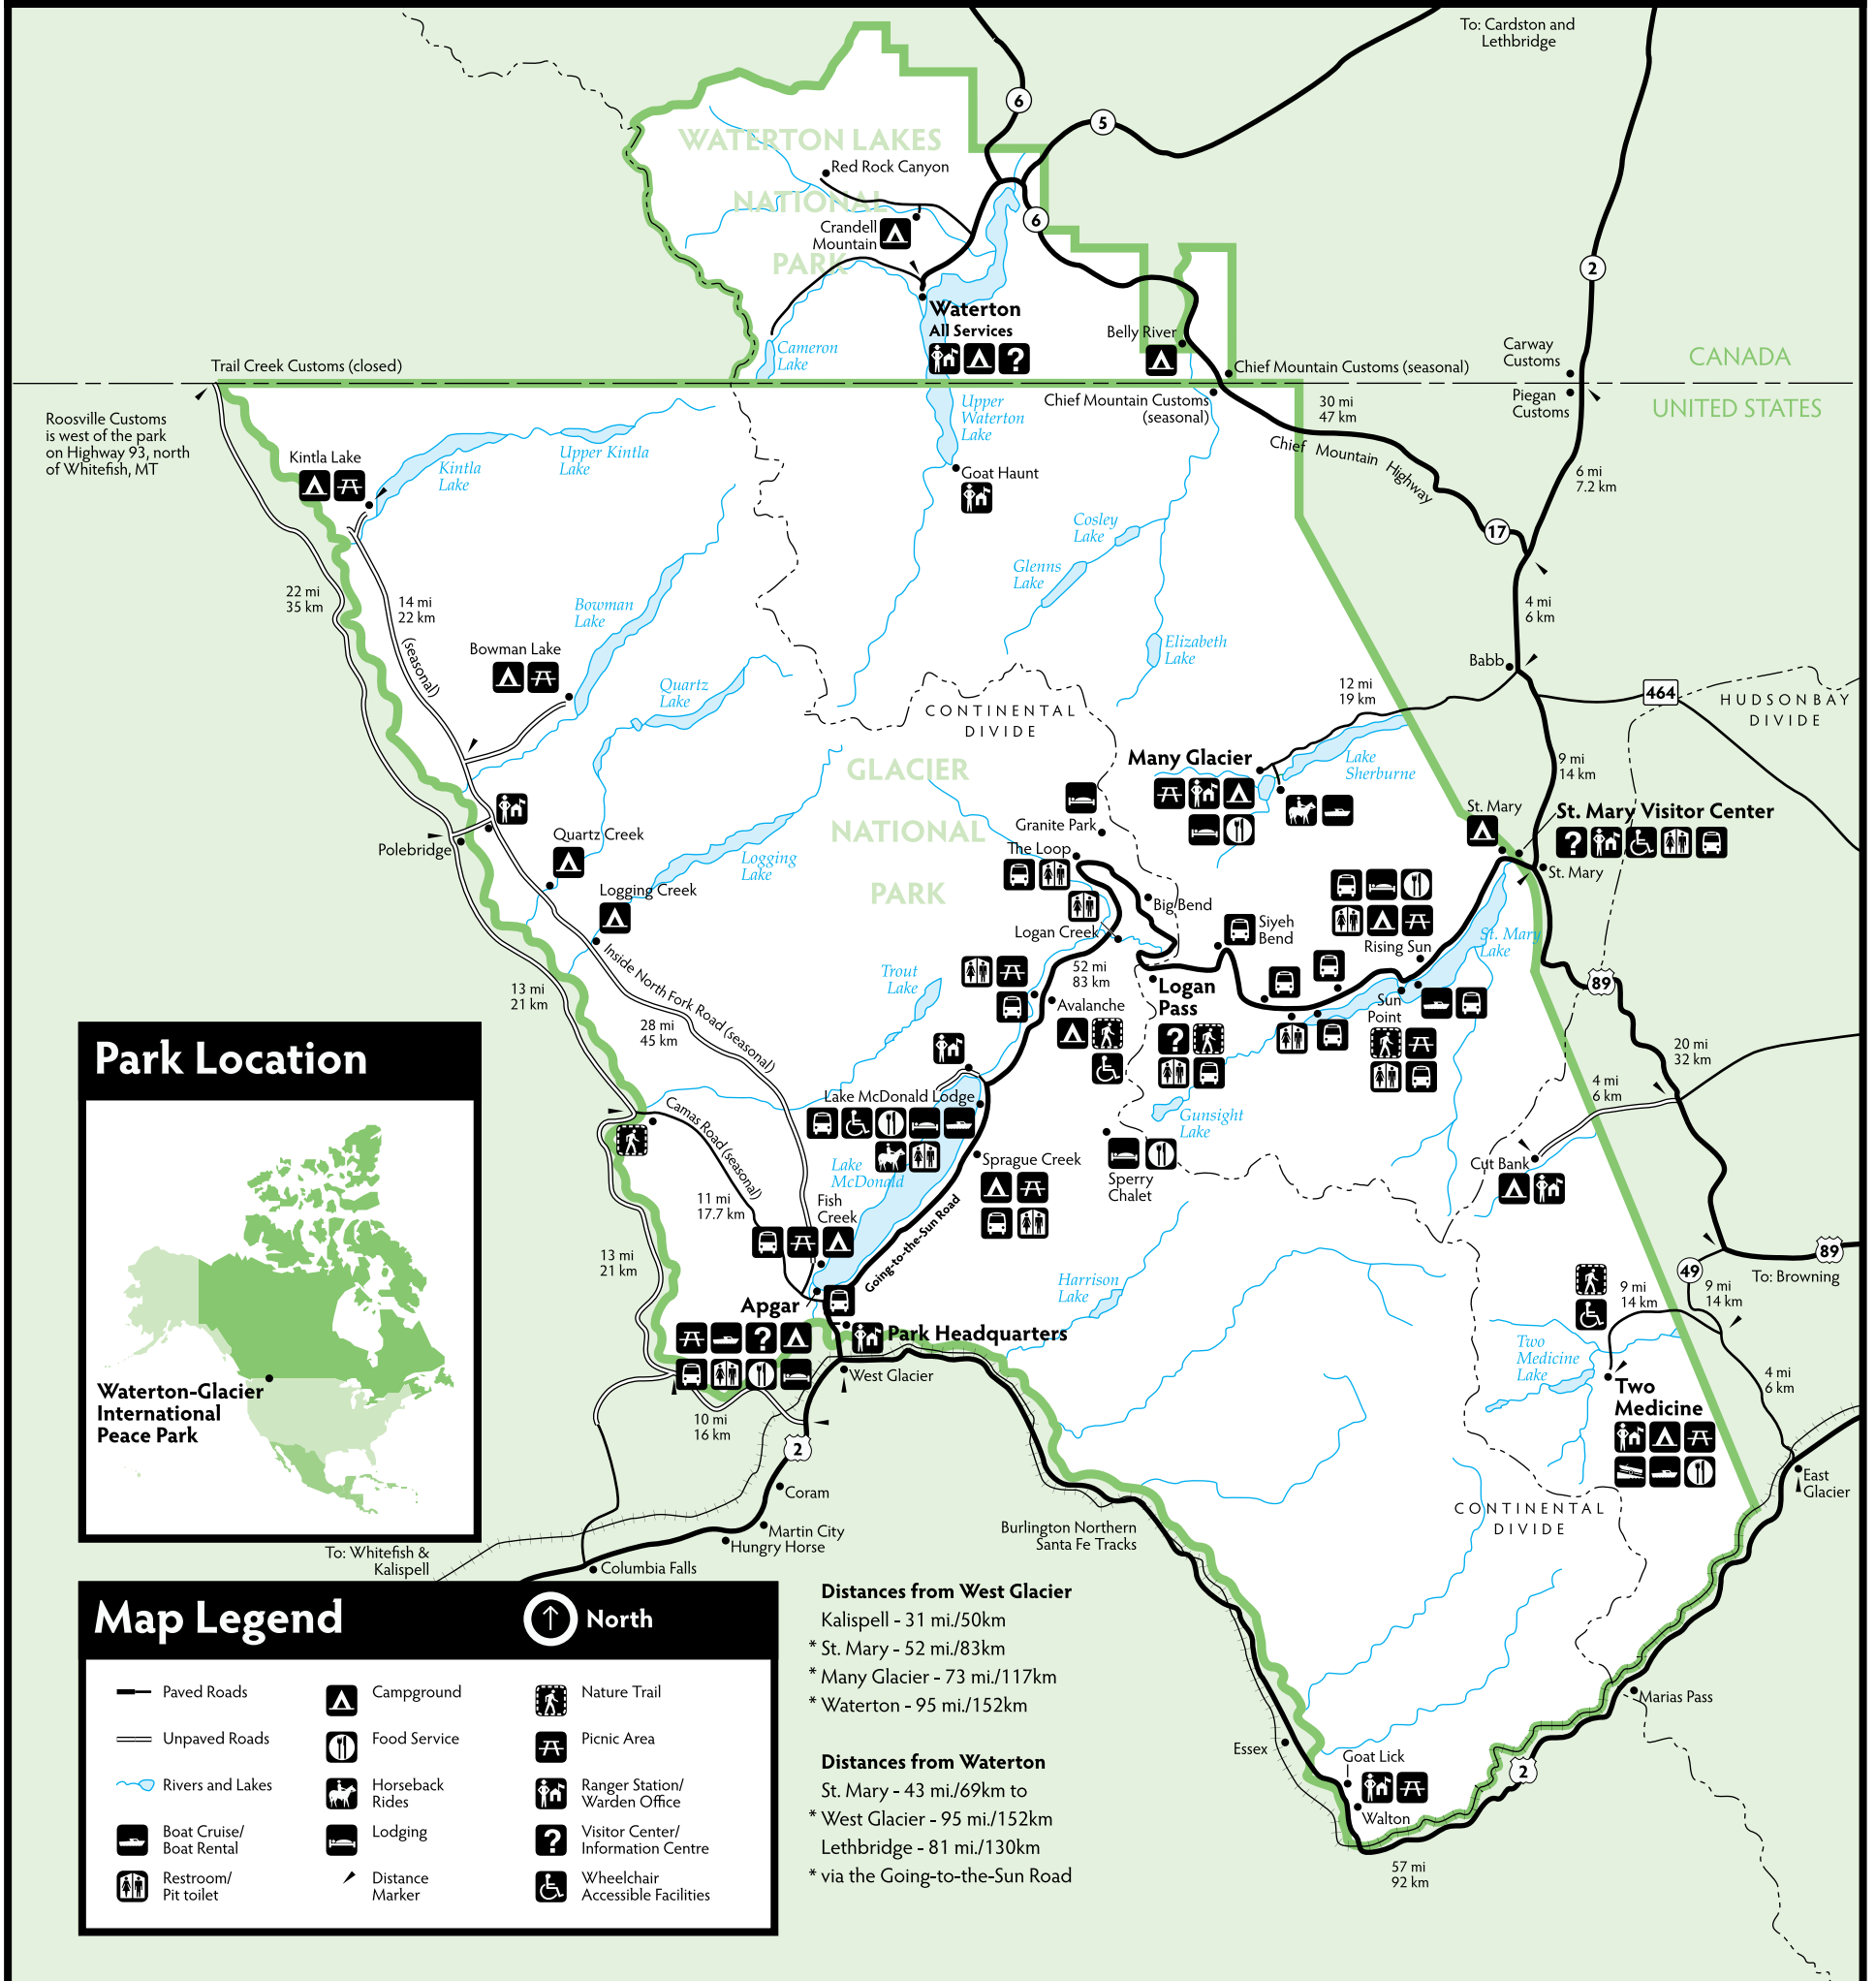 To: Cardston and
Lethbridge
6
5
WATERTON LAKES
NATIONAL
PARK
Red Rock Canyon
Crandell
Mountain
6
2
Waterton
All Services
?
Belly River
Cameron
Lake
Trail Creek Customs (closed)
Chief Mountain Customs (seasonal)
Carway
Customs
CANADA
Roosville Customs
is west of the park
on Highway 93, north
of Whitefish, MT
Upper
Waterton
Lake
Chief Mountain Customs
(seasonal)
30 mi
47 km
Piegan
Customs
UNITED STATES
Kintla Lake
Kintla
Lake
Upper Kintla
Lake
Goat Haunt
Chief Mountain Highway
6 mi
7.2 km
Cosley
Lake
17
Glenns
Lake
22 mi
35 km
14 mi
22 km
(seasonal)
Bowman
Lake
4 mi
6 km
Bowman Lake
Elizabeth
Lake
Babb
Quartz
Lake
12 mi
19 km
464
HUDSON BAY
DIVIDE
CONTINENTAL
DIVIDE
GLACIER
NATIONAL
PARK
Many Glacier
Lake
Sherburne
9 mi
14 km
Granite Park
The Loop
St. Mary
St. Mary Visitor Center
?
St. Mary
Polebridge
Quartz Creek
Logging
Lake
Logging Creek
Big Bend
Logan Creek
Siyeh
Bend
Rising Sun
St. Mary
Lake
Inside North Fork Road (seasonal)
Trout
Lake
52 mi
83 km
13 mi
21 km
28 mi
45 km
Avalanche
Logan
Pass
?
Sun
Point
89
20 mi
32 km
4 mi
6 km
Park Location
Lake McDonald Lodge
Gunsight
Lake
Camas Road (seasonal)
Lake
McDonald
Sprague Creek
Sperry
Chalet
Cut Bank
11 mi
17.7 km
Fish
Creek
Going-to-the-Sun Road
13 mi
21 km
Harrison
Lake
89
To: Browning
49
9 mi
14 km
9 mi
14 km
Apgar
?
Park Headquarters
West Glacier
Two
Medicine
Lake
Two
Medicine
4 mi
6 km
Waterton-Glacier
International
Peace Park
10 mi
16 km
2
East
Glacier
Coram
Martin City
Hungry Horse
Columbia Falls
To: Whitefish &
Kalispell
Burlington Northern
Santa Fe Tracks
CONTINENTAL
DIVIDE
Map Legend
North
Paved Roads
Campground
Nature Trail
Unpaved Roads
Food Service
Picnic Area
Rivers and Lakes
Horseback
Rides
Ranger Station/
Warden Office
Boat Cruise/
Boat Rental
Lodging
?
Visitor Center/
Information Centre
Restroom/
Pit toilet
Distance
Marker
Wheelchair
Accessible Facilities
Distances from West Glacier
Kalispell - 31 mi./50km
* St. Mary - 52 mi./83km
* Many Glacier - 73 mi./117km
* Waterton - 95 mi./152km
Distances from Waterton
St. Mary - 43 mi./69km to
* West Glacier - 95 mi./152km
Lethbridge - 81 mi./130km
* via the Going-to-the-Sun Road
Marias Pass
Essex
Goat Lick
2
Walton
57 mi
92 km